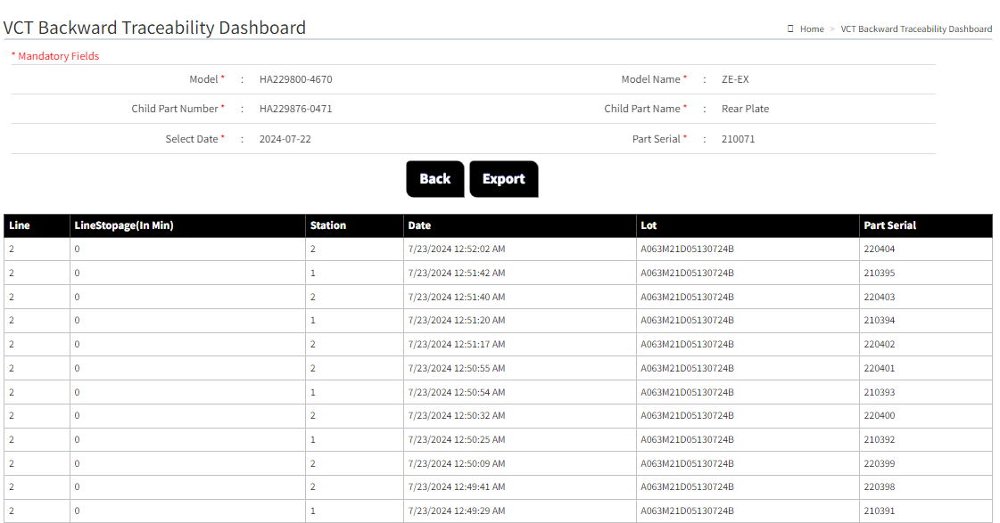 VCT Backward Traceability Dashboard
Home > VCT Backward Traceability Dashboard
* Mandatory Fields
Model * : HA229800-4670 Model Name * : ZE-EX
Child Part Number * : HA229876-0471 Child Part Name * : Rear Plate
Select Date * : 2024-07-22 Part Serial * : 210071
Back Export
Line LineStopage(In Min) Station Date Lot Part Serial
2 0 2 7/23/2024 12:52:02 AM A063M21D05130724B 220404
2 0 1 7/23/2024 12:51:42 AM A063M21D05130724B 210395
2 0 2 7/23/2024 12:51:40 AM A063M21D05130724B 220403
2 0 1 7/23/2024 12:51:20 AM A063M21D05130724B 210394
2 0 2 7/23/2024 12:51:17 AM A063M21D05130724B 220402
2 0 2 7/23/2024 12:50:55 AM A063M21D05130724B 220401
2 0 1 7/23/2024 12:50:54 AM A063M21D05130724B 210393
2 0 2 7/23/2024 12:50:32 AM A063M21D05130724B 220400
2 0 1 7/23/2024 12:50:25 AM A063M21D05130724B 210392
2 0 2 7/23/2024 12:50:09 AM A063M21D05130724B 220399
2 0 2 7/23/2024 12:49:41 AM A063M21D05130724B 220398
2 0 1 7/23/2024 12:49:29 AM A063M21D05130724B 210391